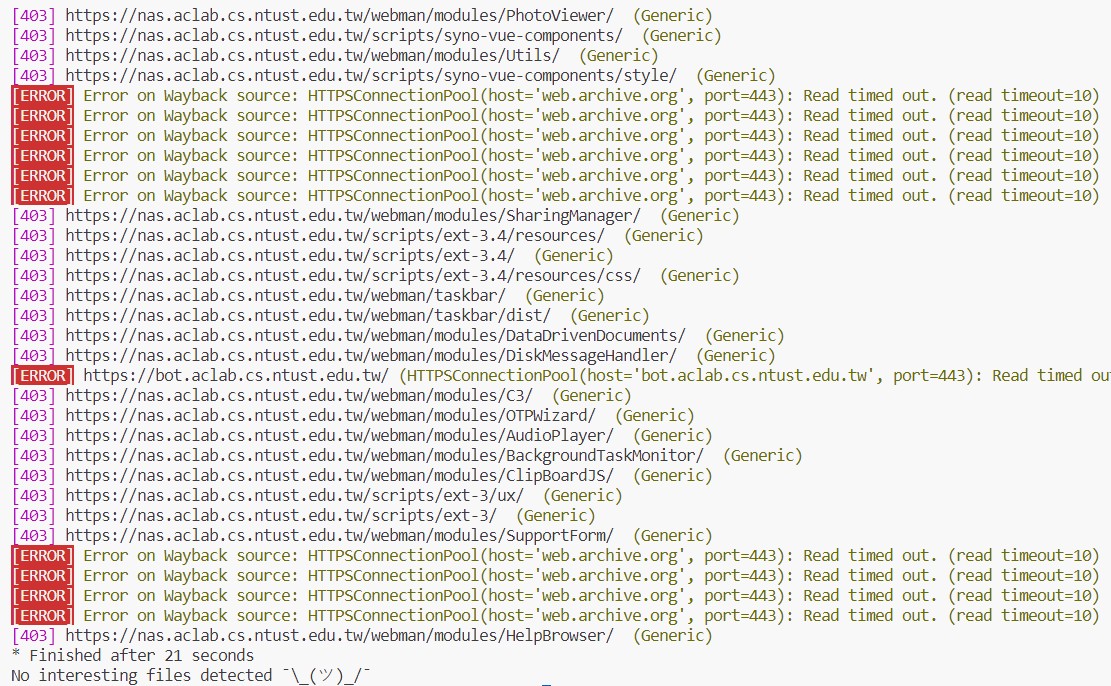 [403] https://nas.aclab.cs.ntust.edu.tw/webman/modules/PhotoViewer/  (Generic)
[403] https://nas.aclab.cs.ntust.edu.tw/scripts/syno-vue-components/  (Generic)
[403] https://nas.aclab.cs.ntust.edu.tw/webman/modules/Utils/  (Generic)
[403] https://nas.aclab.cs.ntust.edu.tw/scripts/syno-vue-components/style/  (Generic)
[ERROR] Error on Wayback source: HTTPSConnectionPool(host='web.archive.org', port=443): Read timed out. (read timeout=10)
[ERROR] Error on Wayback source: HTTPSConnectionPool(host='web.archive.org', port=443): Read timed out. (read timeout=10)
[ERROR] Error on Wayback source: HTTPSConnectionPool(host='web.archive.org', port=443): Read timed out. (read timeout=10)
[ERROR] Error on Wayback source: HTTPSConnectionPool(host='web.archive.org', port=443): Read timed out. (read timeout=10)
[ERROR] Error on Wayback source: HTTPSConnectionPool(host='web.archive.org', port=443): Read timed out. (read timeout=10)
[ERROR] Error on Wayback source: HTTPSConnectionPool(host='web.archive.org', port=443): Read timed out. (read timeout=10)
[403] https://nas.aclab.cs.ntust.edu.tw/webman/modules/SharingManager/  (Generic)
[403] https://nas.aclab.cs.ntust.edu.tw/scripts/ext-3.4/resources/  (Generic)
[403] https://nas.aclab.cs.ntust.edu.tw/scripts/ext-3.4/  (Generic)
[403] https://nas.aclab.cs.ntust.edu.tw/scripts/ext-3.4/resources/css/  (Generic)
[403] https://nas.aclab.cs.ntust.edu.tw/webman/taskbar/  (Generic)
[403] https://nas.aclab.cs.ntust.edu.tw/webman/taskbar/dist/  (Generic)
[403] https://nas.aclab.cs.ntust.edu.tw/webman/modules/DataDrivenDocuments/  (Generic)
[403] https://nas.aclab.cs.ntust.edu.tw/webman/modules/DiskMessageHandler/  (Generic)
[ERROR] https://bot.aclab.cs.ntust.edu.tw/ (HTTPSConnectionPool(host='bot.aclab.cs.ntust.edu.tw', port=443): Read timed ou
[403] https://nas.aclab.cs.ntust.edu.tw/webman/modules/C3/  (Generic)
[403] https://nas.aclab.cs.ntust.edu.tw/webman/modules/OTPWizard/  (Generic)
[403] https://nas.aclab.cs.ntust.edu.tw/webman/modules/AudioPlayer/  (Generic)
[403] https://nas.aclab.cs.ntust.edu.tw/webman/modules/BackgroundTaskMonitor/  (Generic)
[403] https://nas.aclab.cs.ntust.edu.tw/webman/modules/ClipBoardJS/  (Generic)
[403] https://nas.aclab.cs.ntust.edu.tw/scripts/ext-3/ux/  (Generic)
[403] https://nas.aclab.cs.ntust.edu.tw/scripts/ext-3/  (Generic)
[403] https://nas.aclab.cs.ntust.edu.tw/webman/modules/SupportForm/  (Generic)
[ERROR] Error on Wayback source: HTTPSConnectionPool(host='web.archive.org', port=443): Read timed out. (read timeout=10)
[ERROR] Error on Wayback source: HTTPSConnectionPool(host='web.archive.org', port=443): Read timed out. (read timeout=10)
[ERROR] Error on Wayback source: HTTPSConnectionPool(host='web.archive.org', port=443): Read timed out. (read timeout=10)
[ERROR] Error on Wayback source: HTTPSConnectionPool(host='web.archive.org', port=443): Read timed out. (read timeout=10)
[403] https://nas.aclab.cs.ntust.edu.tw/webman/modules/HelpBrowser/  (Generic)
* Finished after 21 seconds
No interesting files detected ¯\_(ツ)_/¯